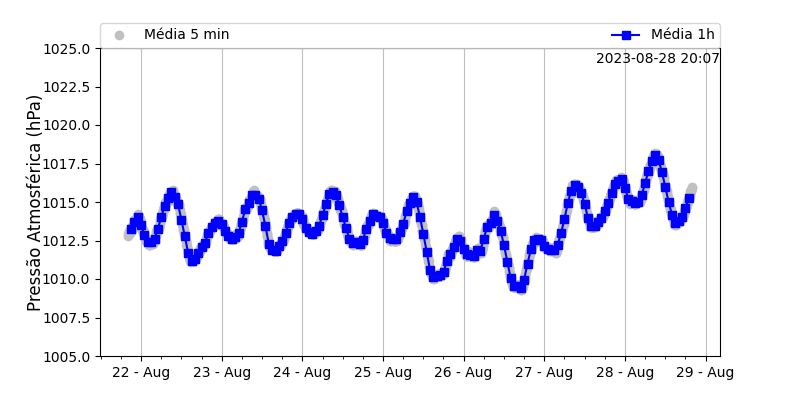 Média 5 min
Média 1h
2023-08-28 20:07
Pressão Atmosférica (hPa)
1025.0
1022.5
1020.0
1017.5
1015.0
1012.5
1010.0
1007.5
1005.0
22 - Aug
23 - Aug
24 - Aug
25 - Aug
26 - Aug
27 - Aug
28 - Aug
29 - Aug